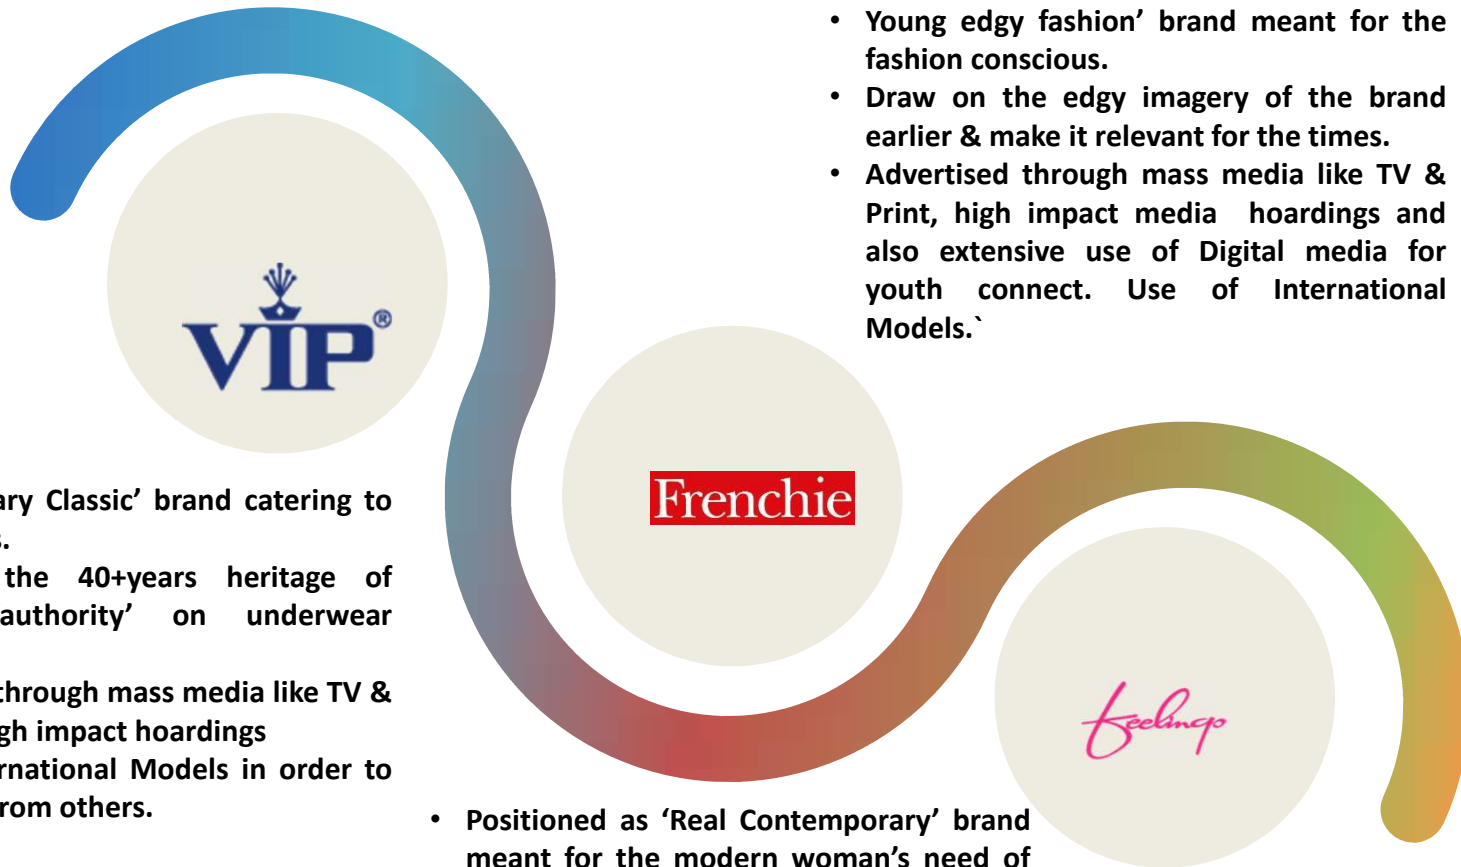 • Young edgy fashion’ brand meant for the
fashion conscious.
• Draw on the edgy imagery of the brand
earlier & make it relevant for the times.
• Advertised through mass media like TV &
Print, high impact media hoardings and
also extensive use of Digital media for
youth connect. Use of International
Models.`
VIP®
Frenchie
feelings
ary Classic’ brand catering to
s.
the 40+years heritage of
authority’ on underwear
through mass media like TV &
gh impact hoardings
rnational Models in order to
from others.
• Positioned as ‘Real Contemporary’ brand
meant for the modern woman’s need of